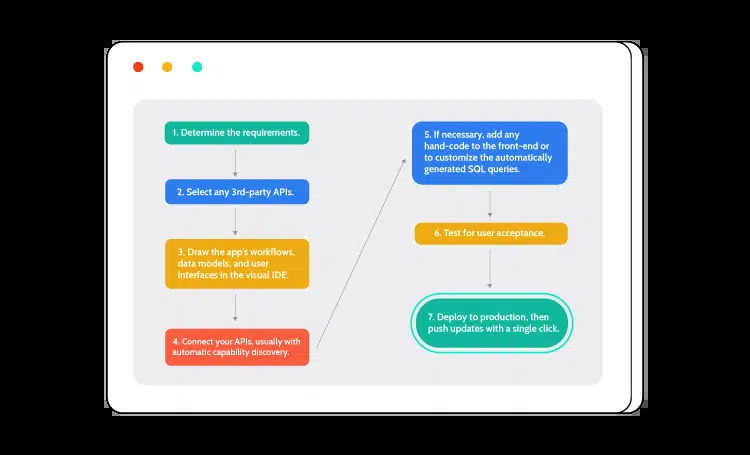 1. Determine the requirements.
2. Select any 3rd-party APIs.
3. Draw the app's workflows,
data models, and user
interfaces in the visual IDE.
4. Connect your APIs, usually with
automatic capability discovery.
5. If necessary, add any
hand-code to the front-end or
to customize the automatically
generated SQL queries.
6. Test for user acceptance.
7. Deploy to production, then
push updates with a single click.